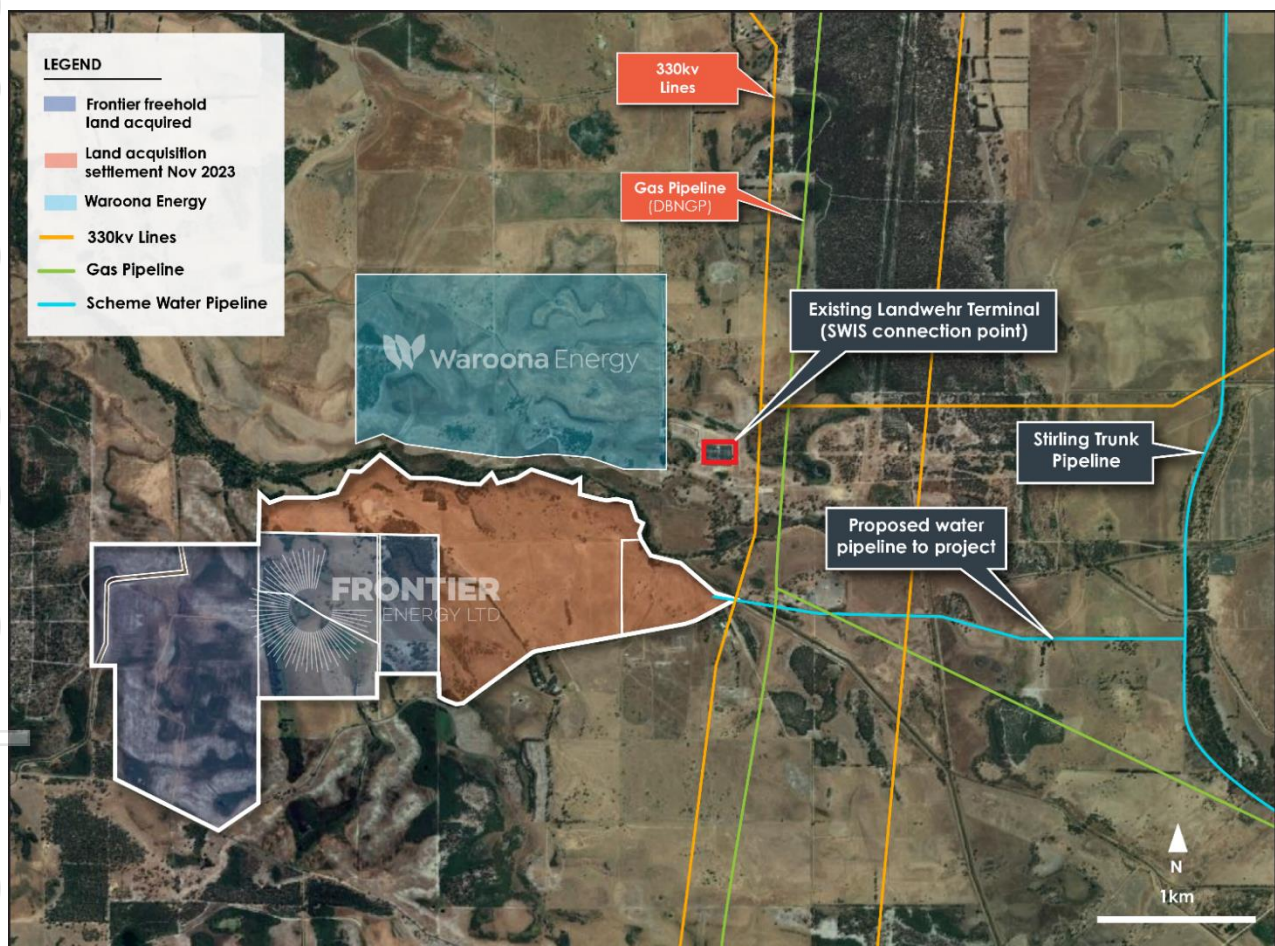 LEGEND
Frontier freehold
land acquired
Land acquisition
settlement Nov 2023
Waroona Energy
330kv Lines
Gas Pipeline
Scheme Water Pipeline
330kv
Lines
Gas Pipeline
(DBNGP)
Existing Landwehr Terminal
(SWIS connection point)
Waroona Energy
Stirling Trunk
Pipeline
Proposed water
pipeline to project
FRONTIER
ENERGY LTD
N
1km